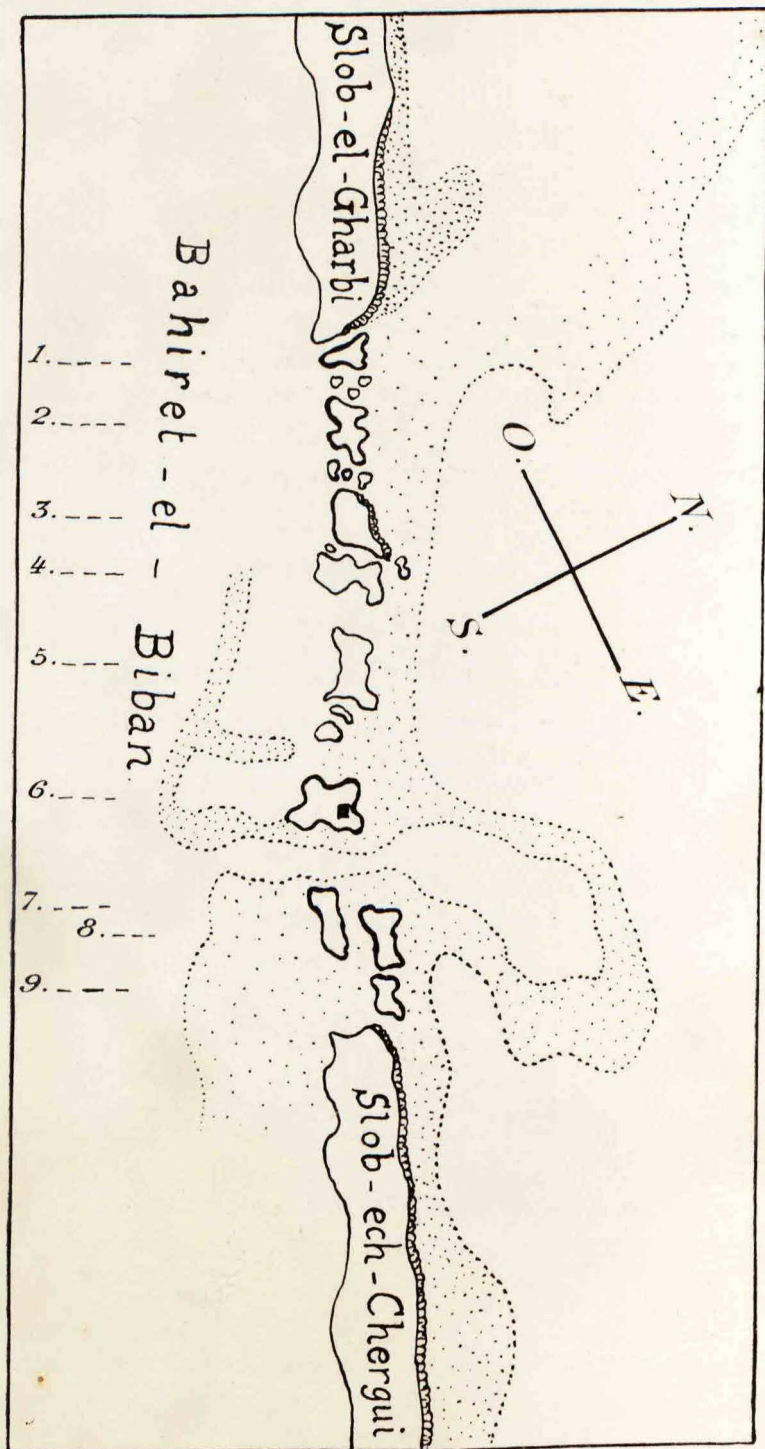 Slob-el-Gharbi
Bahiret-el-Biban
1.----
2.----
3.----
4.----
5.----
6.----
7.----
8.----
9.----
O.
N.
S.
E.
Slob-ech-Chergui